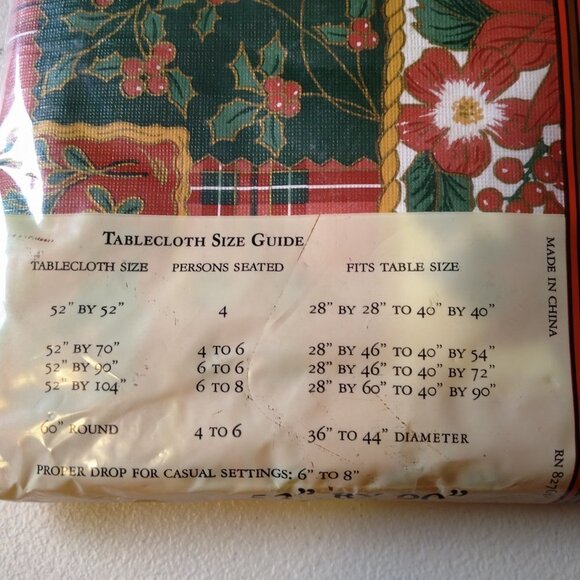 Tablecloth Size Guide
TABLECLOTH SIZE PERSONS SEATED FITS TABLE SIZE
52" BY 52" 4 28" BY 28" TO 40" BY 40"
52" BY 70" 4 TO 6 28" BY 46" TO 40" BY 54"
52" BY 90" 6 TO 6 28" BY 46" TO 40" BY 72"
52" BY 104" 6 TO 8 28" BY 60" TO 40" BY 90"
60" ROUND 4 TO 6 36" TO 44" DIAMETER
PROPER DROP FOR CASUAL SETTINGS: 6" TO 8"
MADE IN CHINA
RN
BY 90"